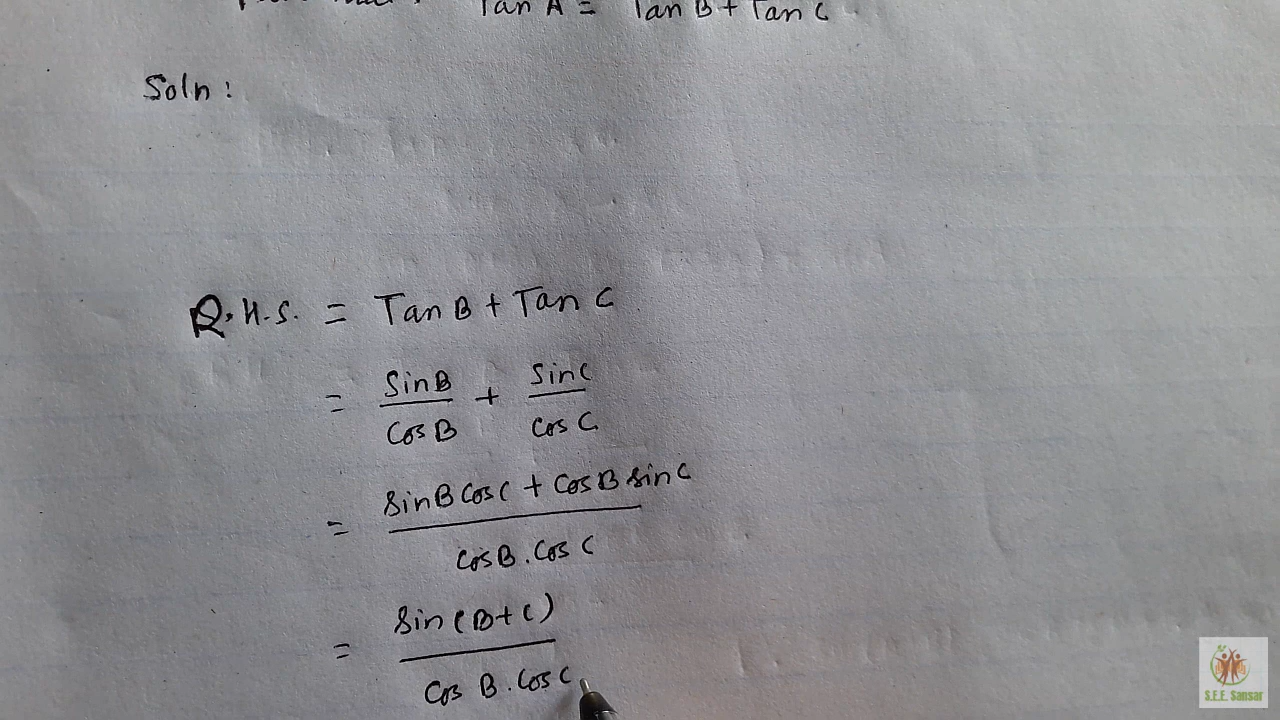 Tan A = Tan B + Tan C
Soln :
R.H.S. = Tan B + Tan C
= Sin B / Cos B + Sin C / Cos C
= Sin B Cos C + Cos B Sin C / Cos B . Cos C
= Sin (B+C) / Cos B . Cos C
S.E.E. Sansar